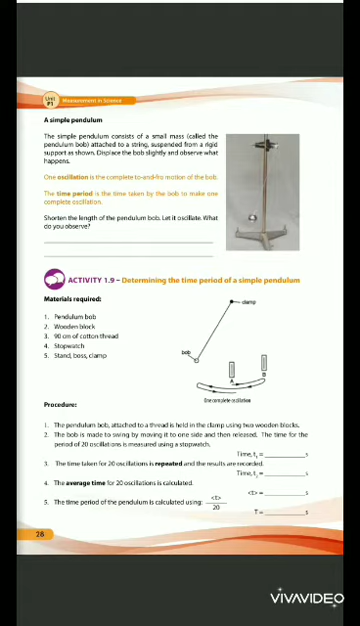 Unit
P1
Measurement in Science
A simple pendulum
The simple pendulum consists of a small mass (called the
pendulum bob) attached to a string, suspended from a rigid
support as shown. Displace the bob slightly and observe what
happens.
One oscillation is the complete to-and-fro motion of the bob.
The time period is the time taken by the bob to make one
complete oscillation.
Shorten the length of the pendulum bob. Let it oscillate. What
do you observe?
ACTIVITY 1.9 – Determining the time period of a simple pendulum
Materials required:
1. Pendulum bob
2. Wooden block
3. 90 cm of cotton thread
4. Stopwatch
5. Stand, boss, clamp
clamp
bob
A
B
One complete oscillation
Procedure:
1. The pendulum bob, attached to a thread is held in the clamp using two wooden blocks.
2. The bob is made to swing by moving it to one side and then released. The time for the
period of 20 oscillations is measured using a stopwatch.
Time, t₁ = ________ s
3. The time taken for 20 oscillations is repeated and the results are recorded.
Time, t₂ = ________ s
4. The average time for 20 oscillations is calculated.
<t> = ________ s
5. The time period of the pendulum is calculated using: <t>
20
T = ________ s
28
VIVAVIDEO